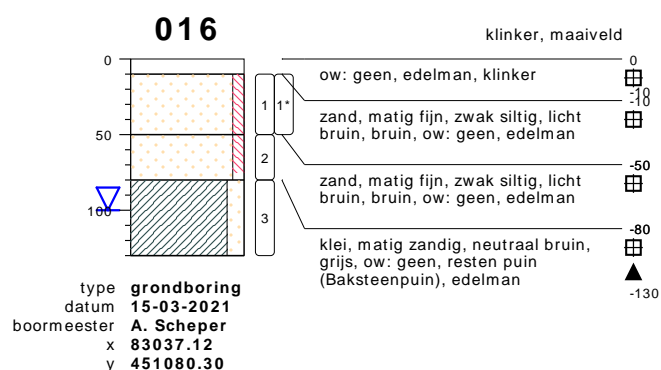 016
klinker, maaiveld
0
0
ow: geen, edelman, klinker
-10
-10
1
1*
zand, matig fijn, zwak siltig, licht
bruin, bruin, ow: geen, edelman
50
-50
2
zand, matig fijn, zwak siltig, licht
bruin, bruin, ow: geen, edelman
-80
3
100
klei, matig zandig, neutraal bruin,
grijs, ow: geen, resten puin
(Baksteenpuin), edelman
-130
type grondboring
datum 15-03-2021
boormeester A. Scheper
x 83037.12
y 451080.30